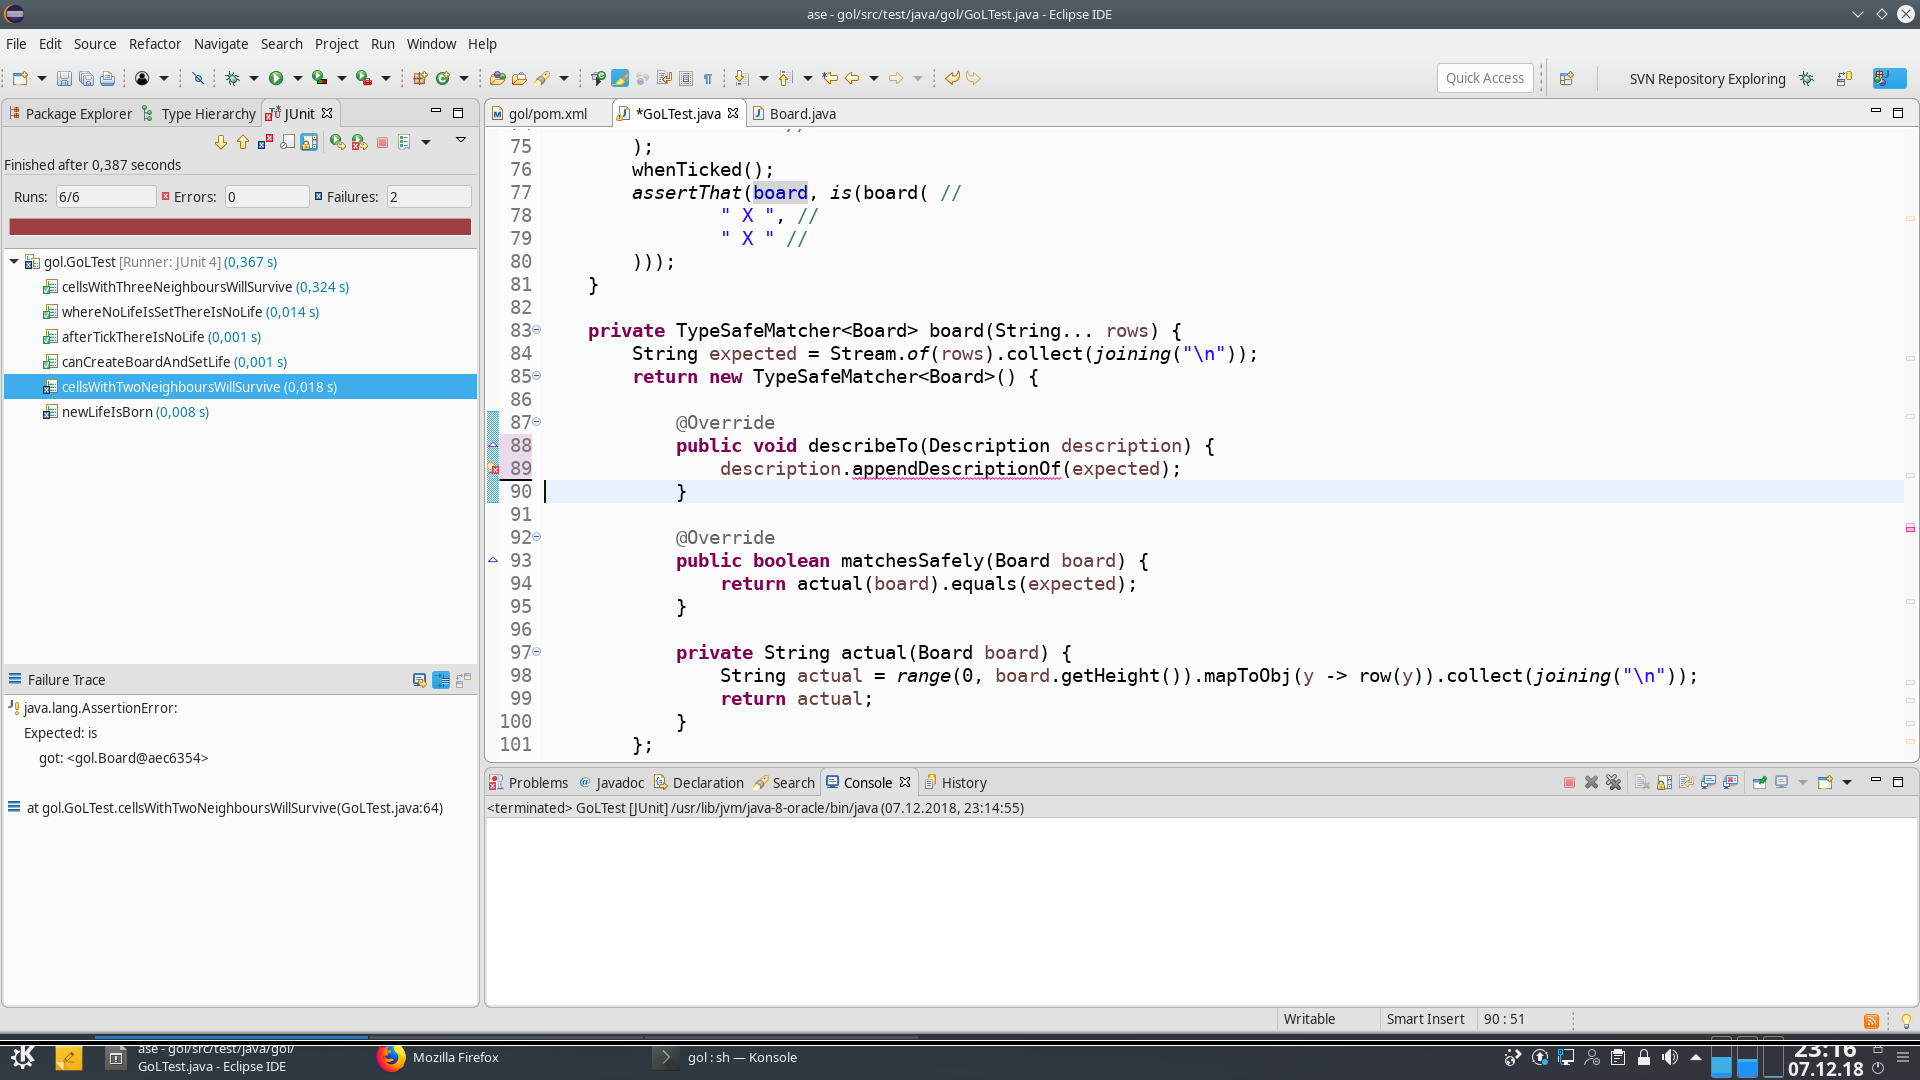 ase - gol/src/test/java/gol/GoLTest.java - Eclipse IDE
File Edit Source Refactor Navigate Search Project Run Window Help
Quick Access
SVN Repository Exploring
Package Explorer Type Hierarchy JUnit
Finished after 0,387 seconds
Runs: 6/6 Errors: 0 Failures: 2
gol.GoLTest [Runner: JUnit 4] (0,367 s)
cellsWithThreeNeighboursWillSurvive (0,324 s)
whereNoLifeIsSetThereIsNoLife (0,014 s)
afterTickThereIsNoLife (0,001 s)
canCreateBoardAndSetLife (0,001 s)
cellsWithTwoNeighboursWillSurvive (0,018 s)
newLifeIsBorn (0,008 s)
Failure Trace
java.lang.AssertionError:
Expected: is
got: <gol.Board@aec6354>
at gol.GoLTest.cellsWithTwoNeighboursWillSurvive(GoLTest.java:64)
gol/pom.xml *GoLTest.java Board.java
75 );
76 whenTicked();
77 assertThat(board, is(board( //
78 " X ", //
79 " X " //
80 )));
81 }
82
83 private TypeSafeMatcher<Board> board(String... rows) {
84 String expected = Stream.of(rows).collect(joining("\n"));
85 return new TypeSafeMatcher<Board>() {
86
87 @Override
88 public void describeTo(Description description) {
89 description.appendDescriptionOf(expected);
90 }
91
92 @Override
93 public boolean matchesSafely(Board board) {
94 return actual(board).equals(expected);
95 }
96
97 private String actual(Board board) {
98 String actual = range(0, board.getHeight()).mapToObj(y -> row(y)).collect(joining("\n"));
99 return actual;
100 }
101 };
Problems Javadoc Declaration Search Console History
<terminated> GoLTest [JUnit] /usr/lib/jvm/java-8-oracle/bin/java (07.12.2018, 23:14:55)
Writable Smart Insert 90 : 51
ase - gol/src/test/java/gol/
GoLTest.java - Eclipse IDE
Mozilla Firefox
gol : sh — Konsole
23:16
07.12.18